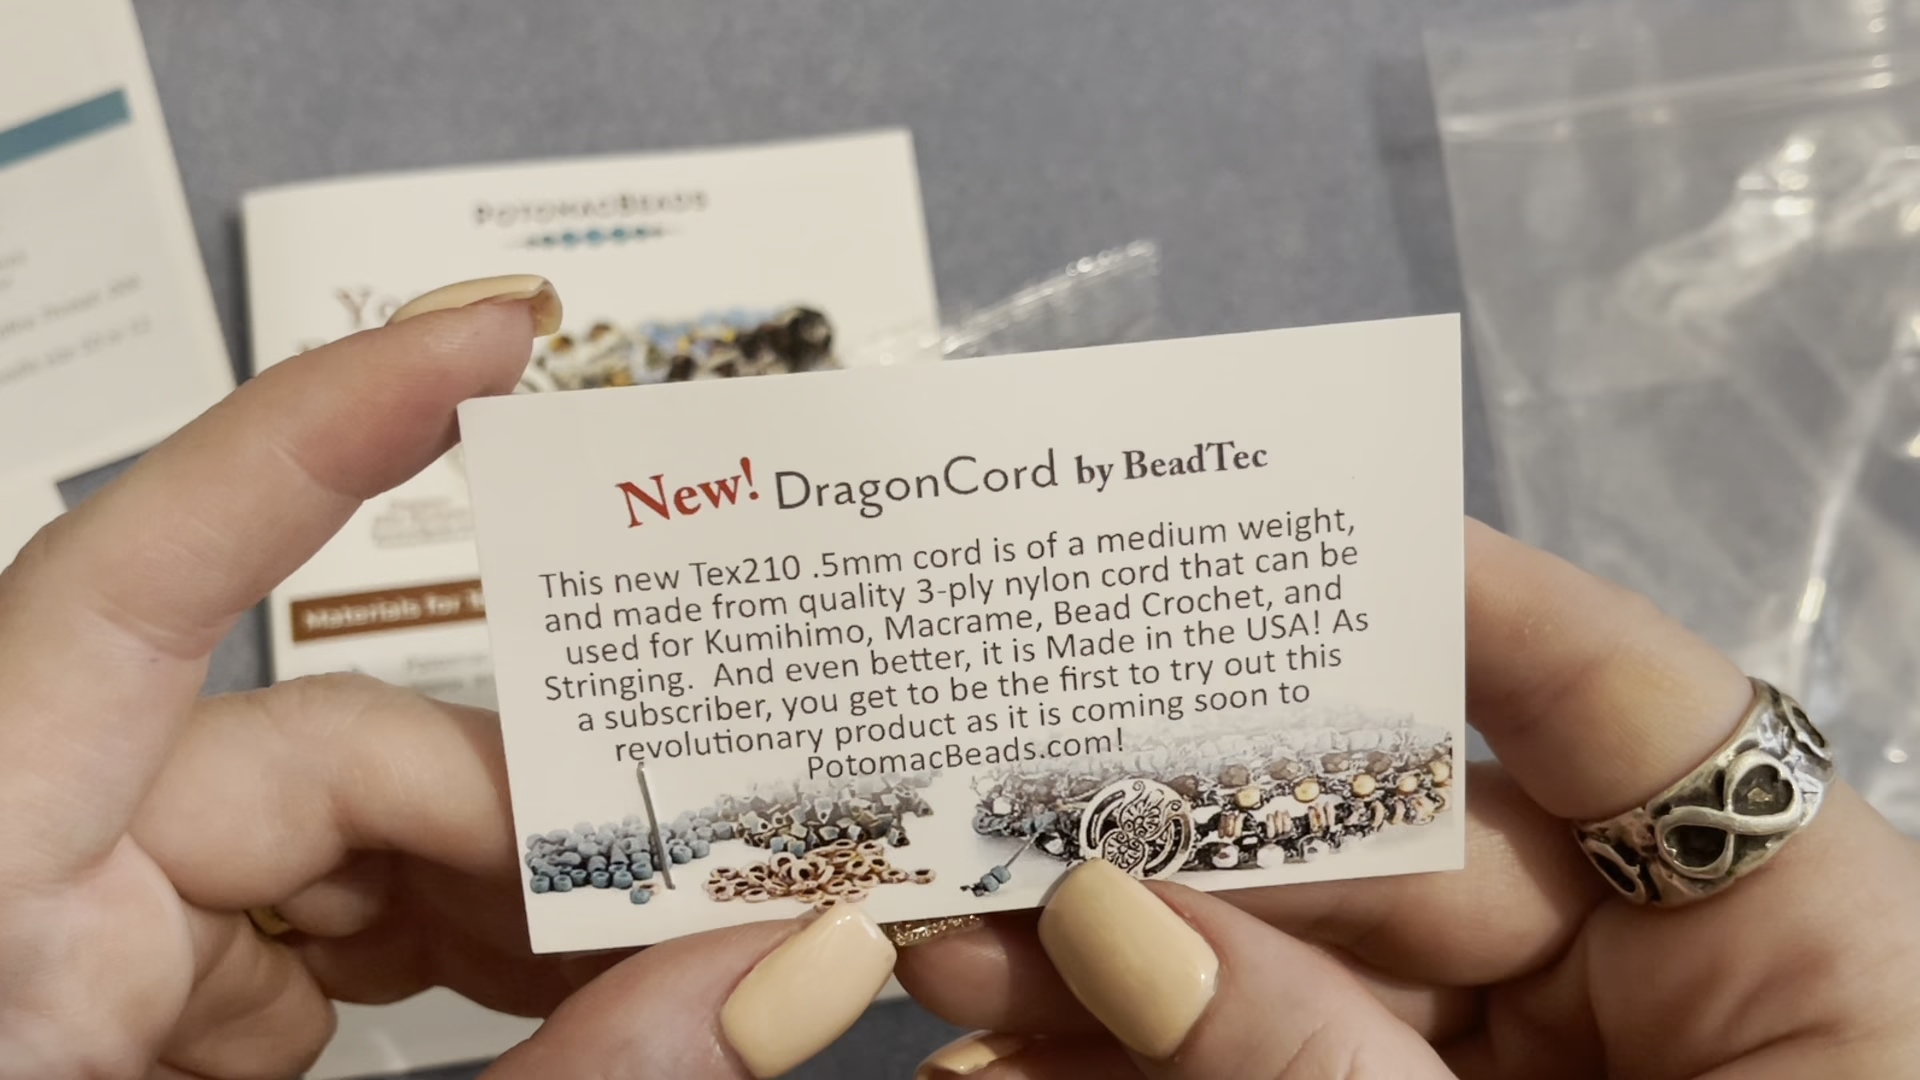 POTOMACBEADS
Materials for
New! DragonCord by BeadTec
This new Tex210 .5mm cord is of a medium weight,
and made from quality 3-ply nylon cord that can be
used for Kumihimo, Macrame, Bead Crochet, and
Stringing. And even better, it is Made in the USA! As
a subscriber, you get to be the first to try out this
revolutionary product as it is coming soon to
PotomacBeads.com!